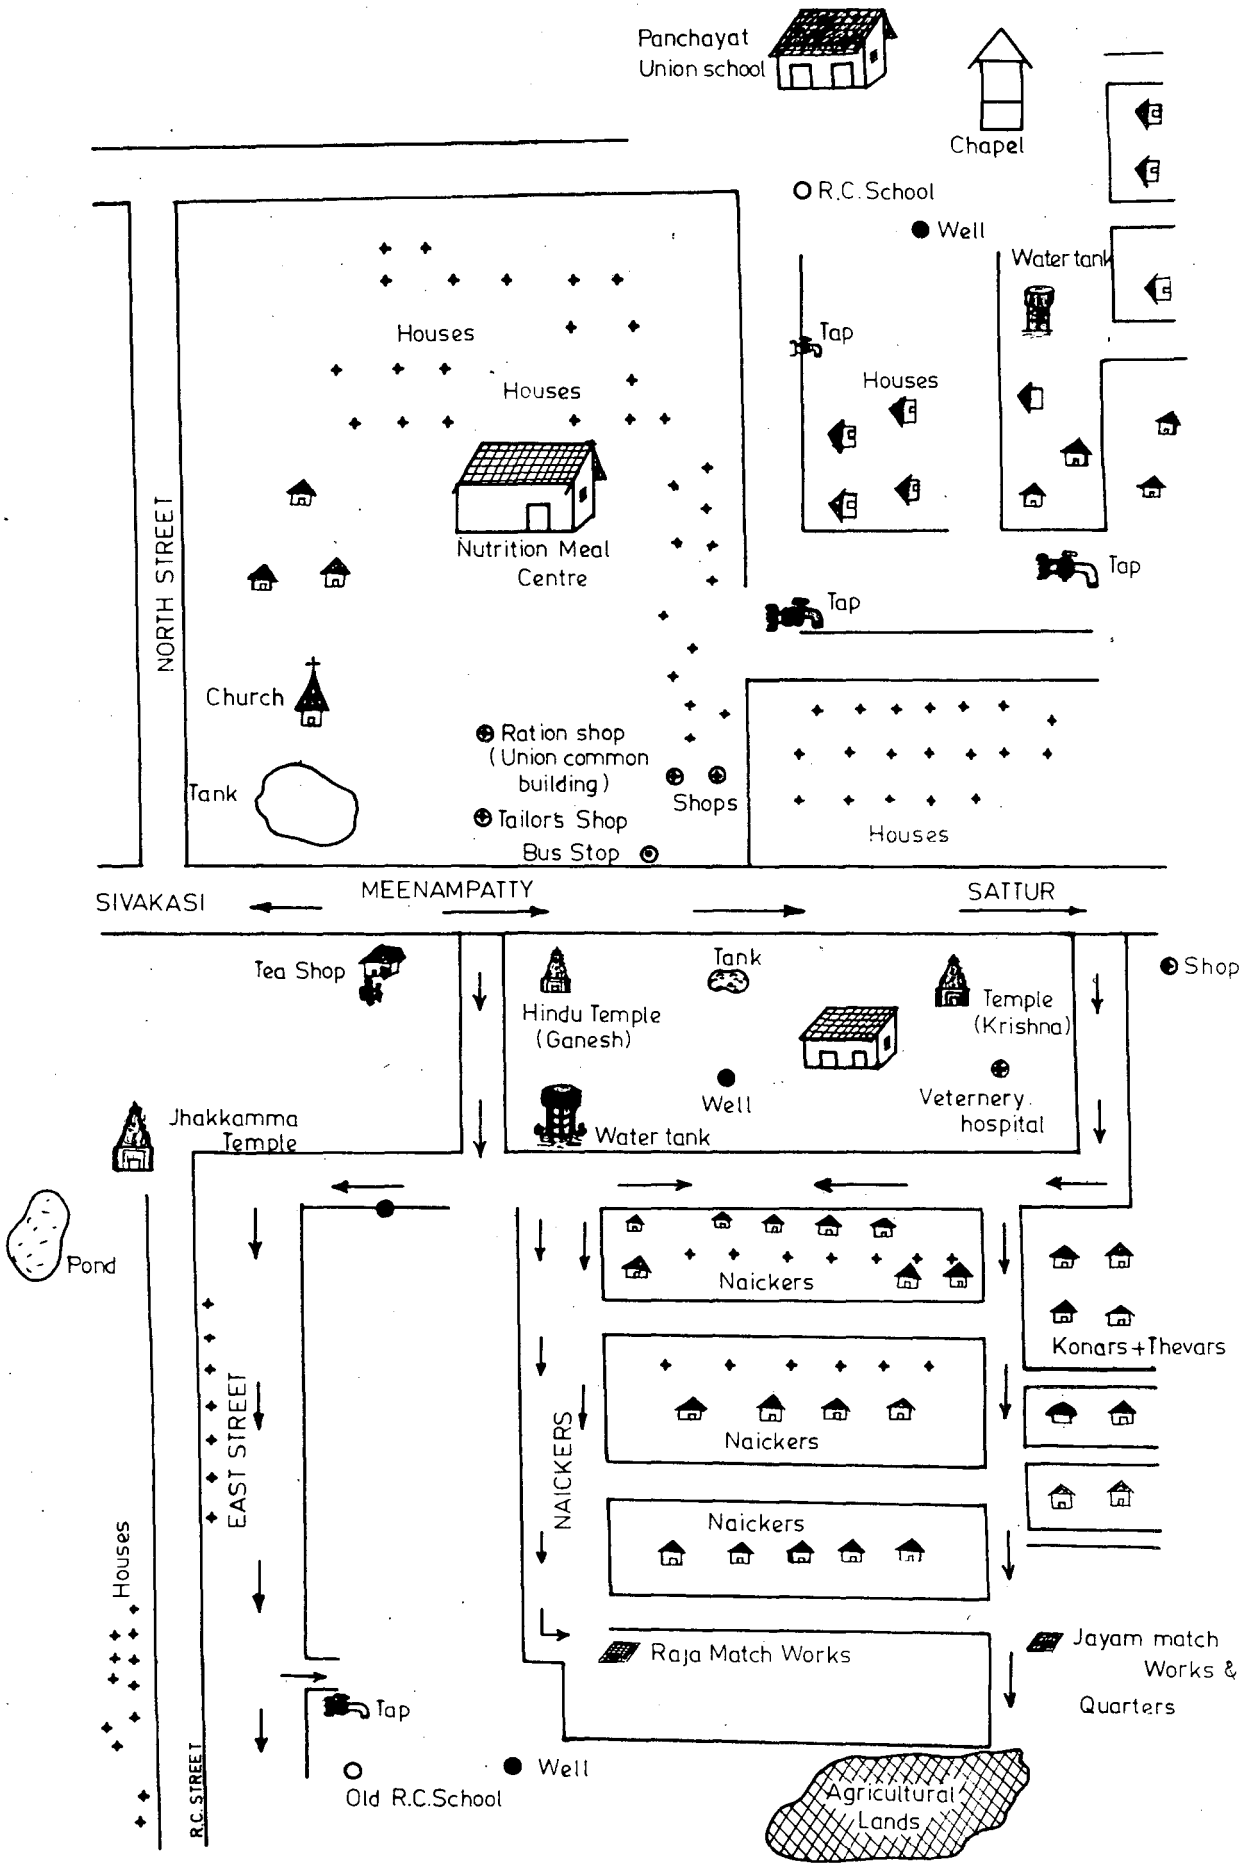 Panchayat
Union school
Chapel
R.C.School
Well
Water tank
Tap
Houses
Houses
Houses
NORTH STREET
Nutrition Meal
Centre
Tap
Tap
Church
Ration shop
(Union common
building)
Tank
Shops
Tailor's Shop
Bus Stop
Houses
SIVAKASI
MEENAMPATTY
SATTUR
Tea Shop
Hindu Temple
(Ganesh)
Tank
Temple
(Krishna)
Shop
Well
Veternery
hospital
Jhakkamma
Temple
Water tank
Pond
Naickers
Konars+Thevars
EAST STREET
NAICKERS
Naickers
Naickers
Houses
Raja Match Works
Jayam match
Works &
Quarters
Tap
R.C. STREET
Old R.C.School
Well
Agricultural
Lands